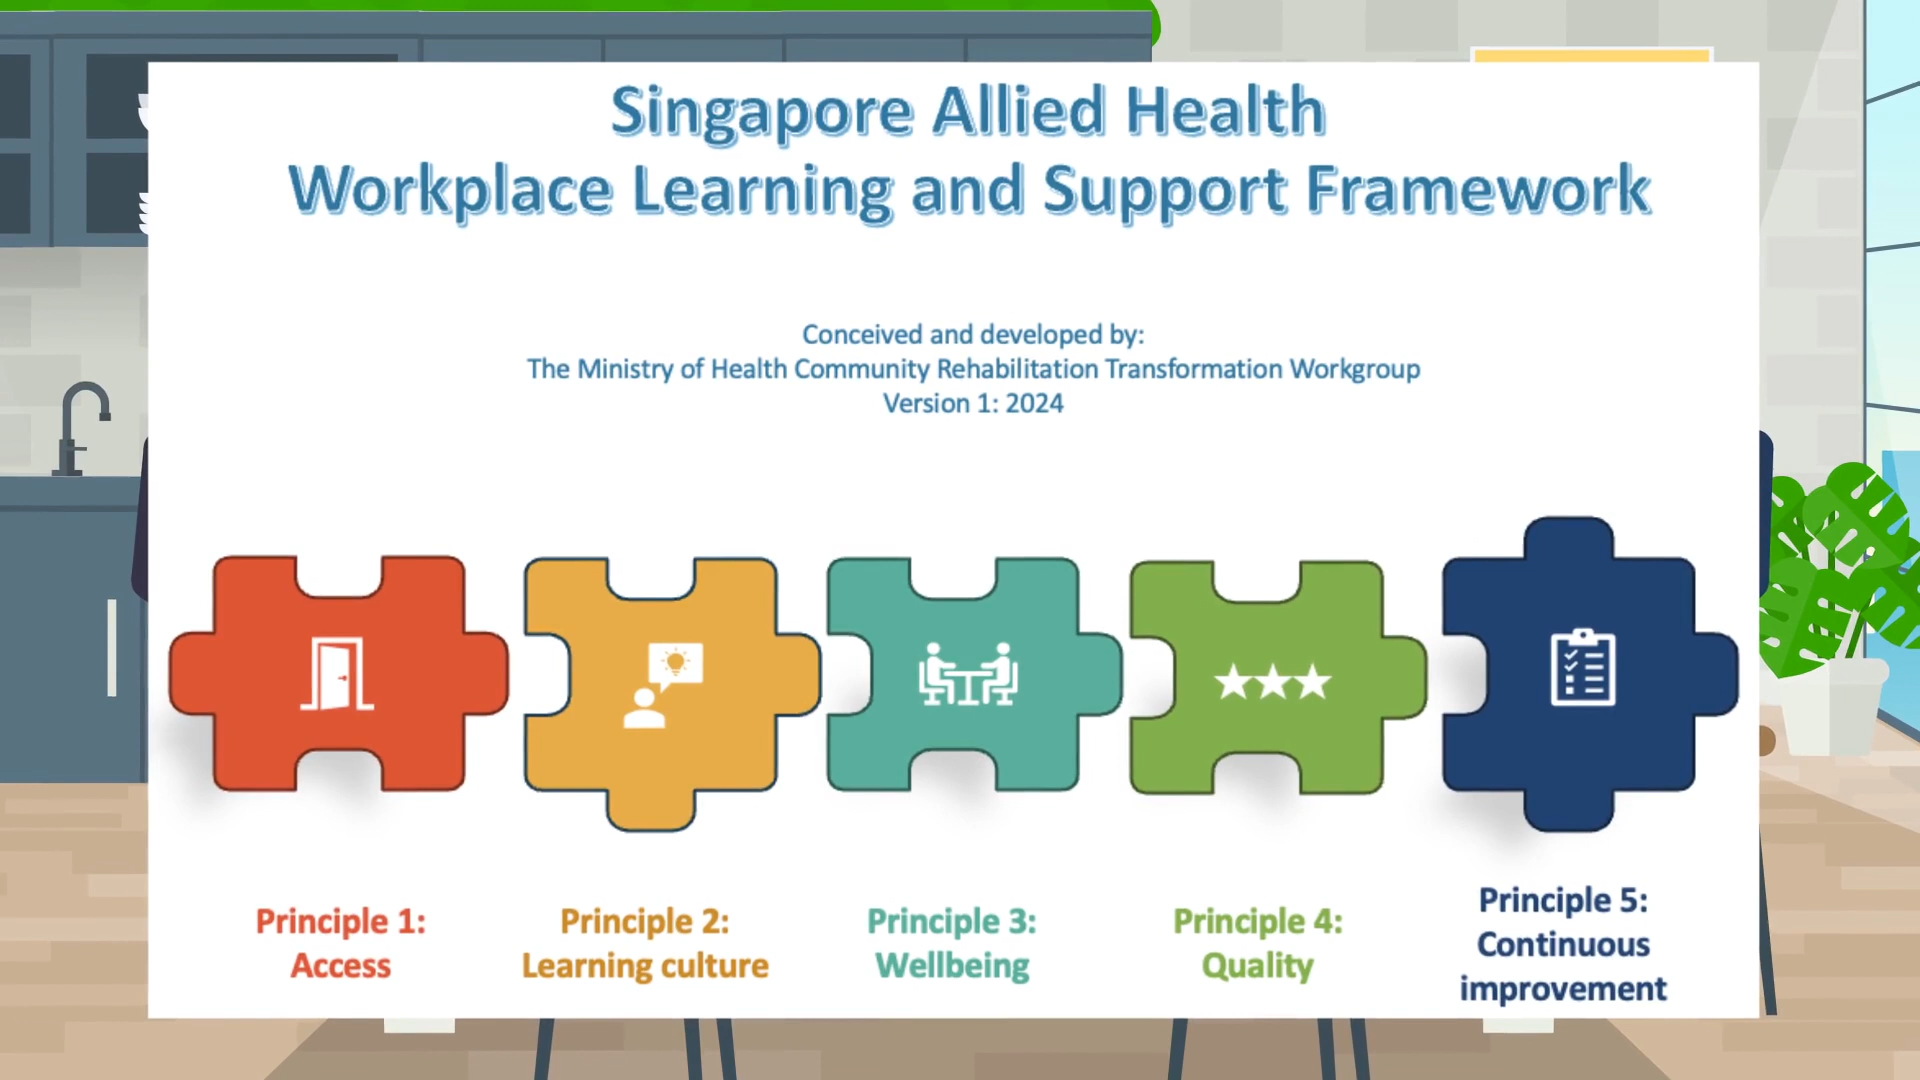 Singapore Allied Health
Workplace Learning and Support Framework
Conceived and developed by:
The Ministry of Health Community Rehabilitation Transformation Workgroup
Version 1: 2024
Principle 1:
Access
Principle 2:
Learning culture
Principle 3:
Wellbeing
Principle 4:
Quality
Principle 5:
Continuous
improvement